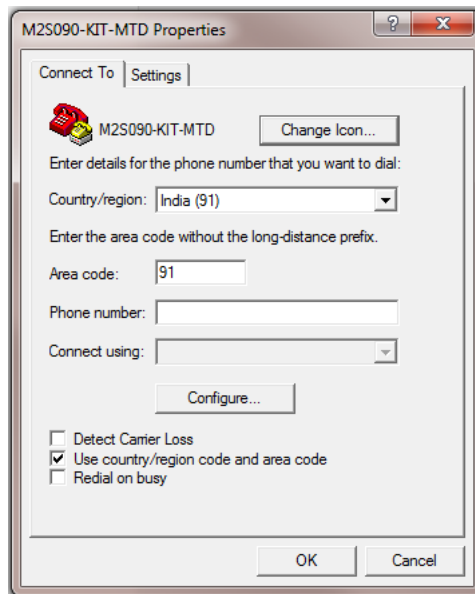 M2S090-KIT-MTD Properties
?
Connect To Settings
M2S090-KIT-MTD Change Icon...
Enter details for the phone number that you want to dial:
Country/region: India (91)
Enter the area code without the long-distance prefix.
Area code: 91
Phone number:
Connect using:
Configure...
Detect Carrier Loss
Use country/region code and area code
Redial on busy
OK Cancel